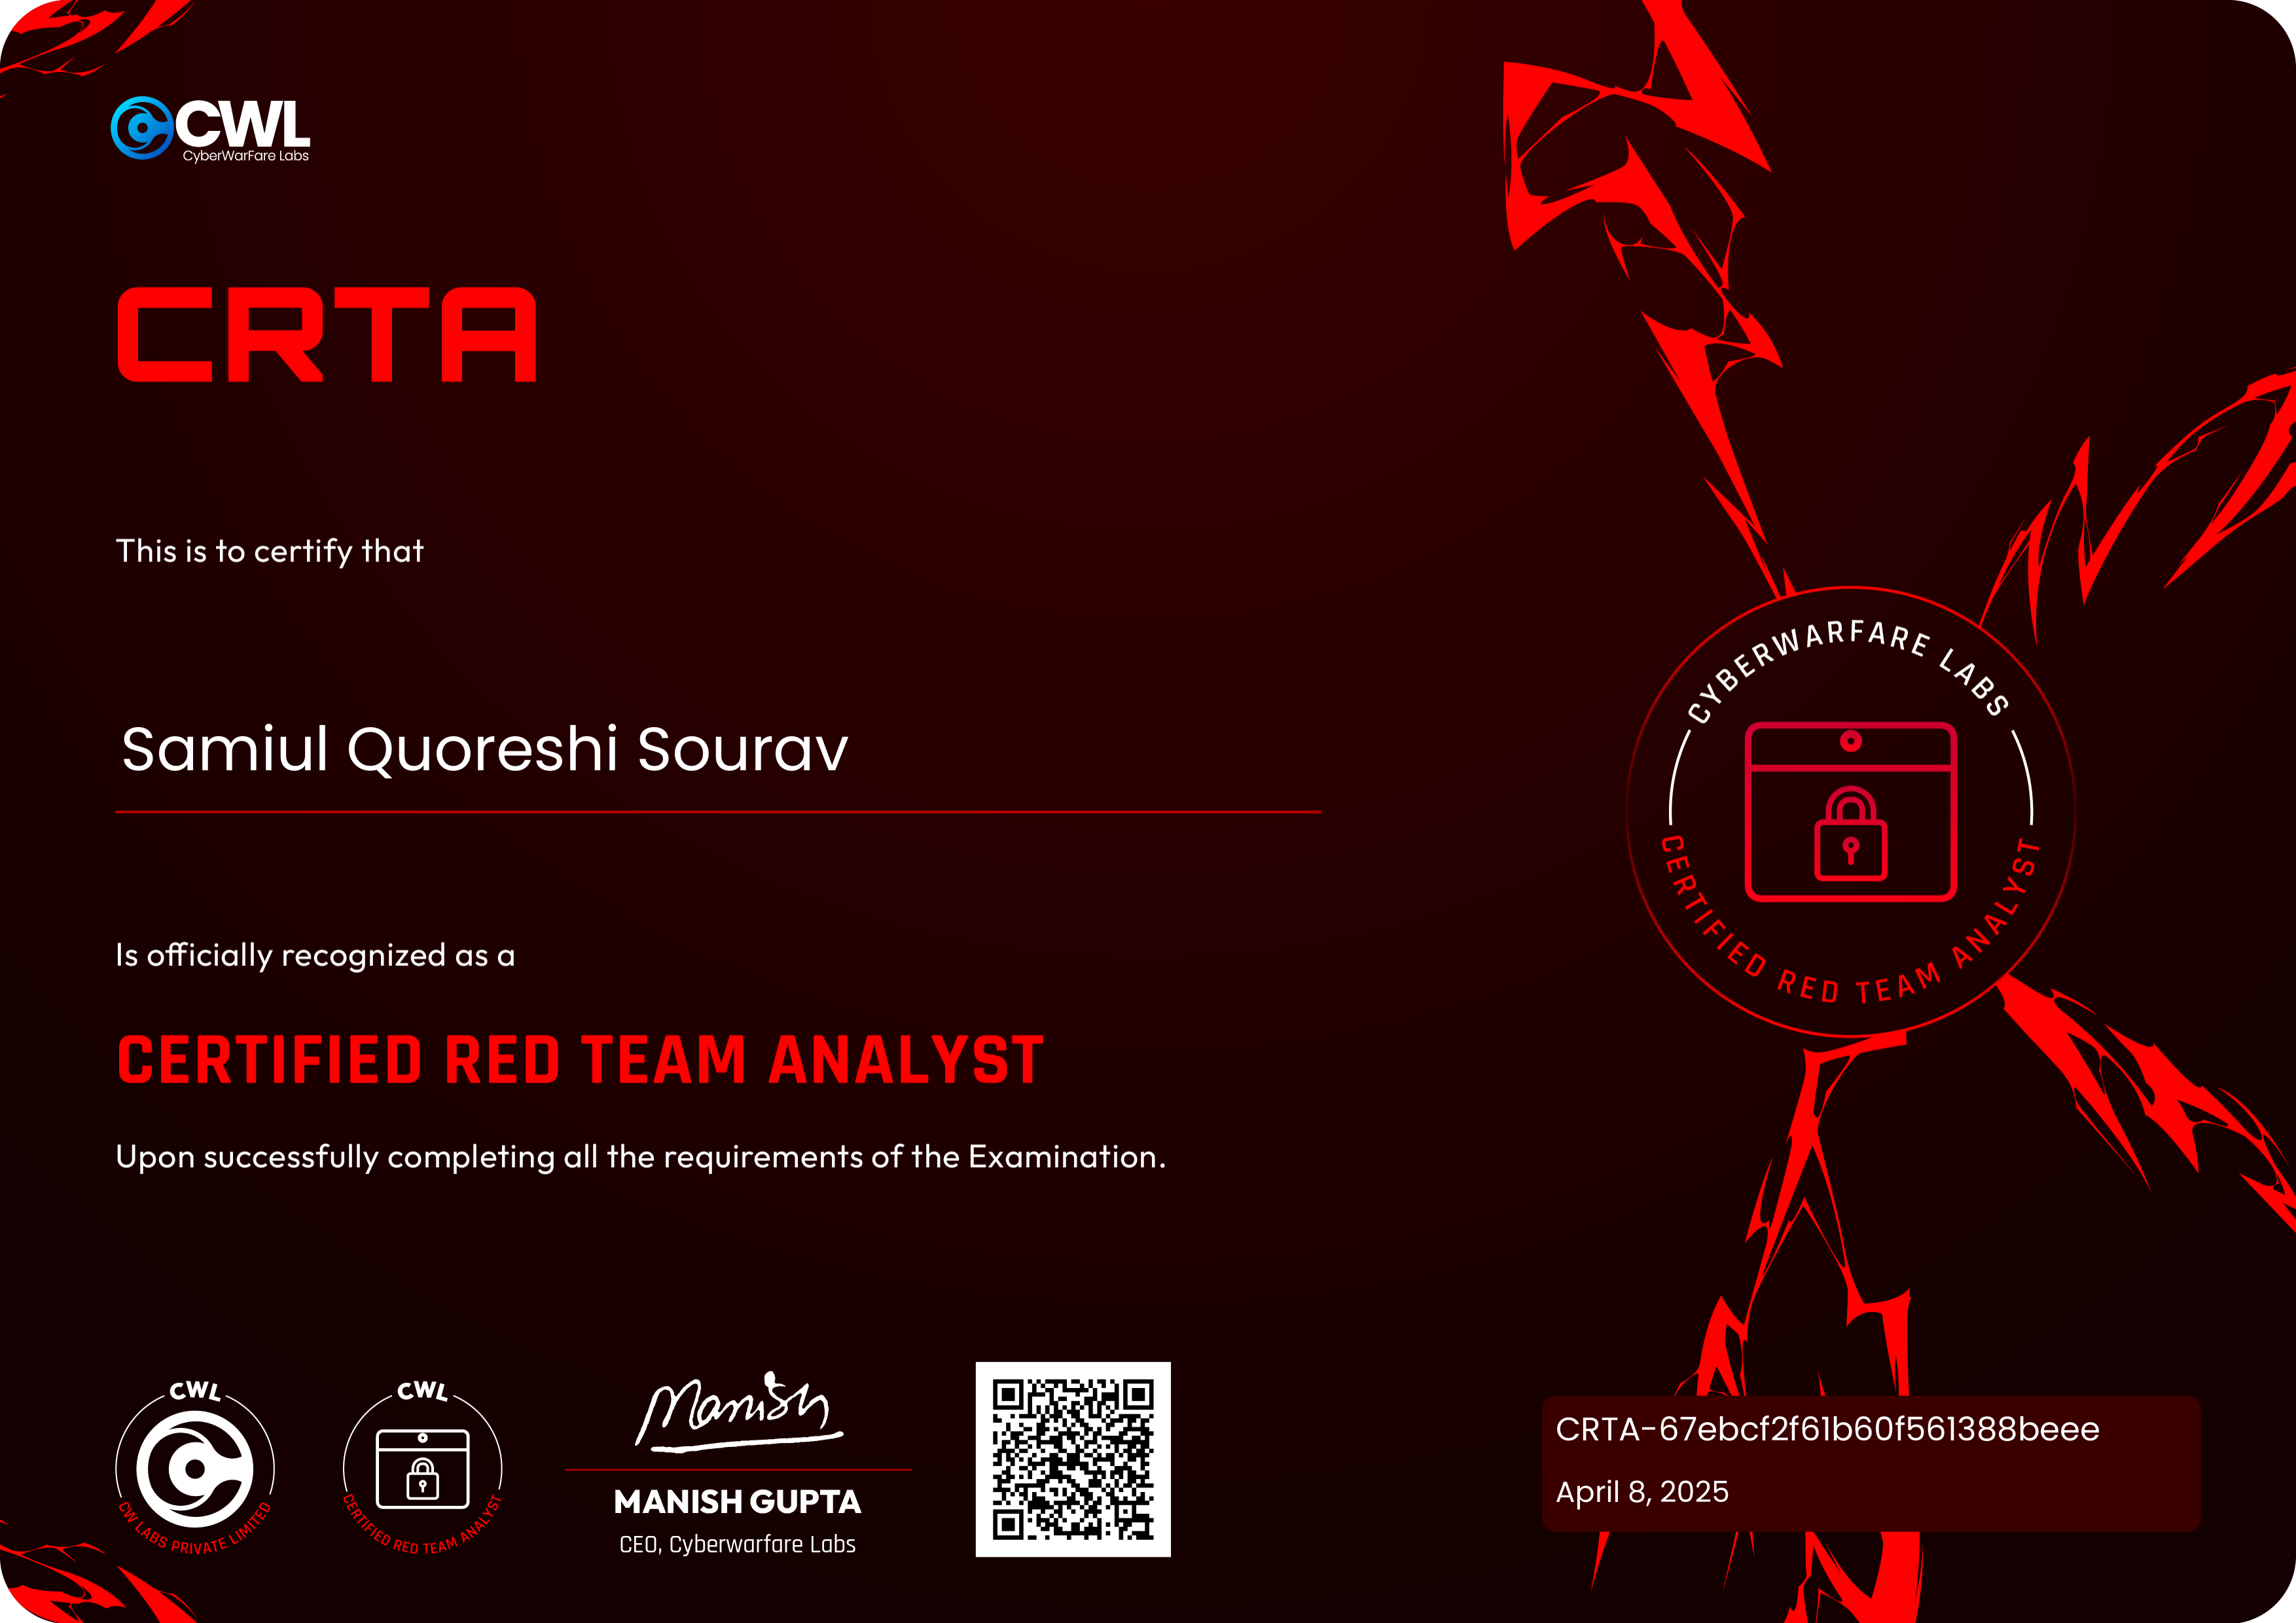 CWL
CyberWarFare Labs
CRTA
This is to certify that
Samiul Quoreshi Sourav
Is officially recognized as a
CERTIFIED RED TEAM ANALYST
Upon successfully completing all the requirements of the Examination.
CYBERWARFARE LABS
CERTIFIED RED TEAM ANALYST
CWL
CW LABS PRIVATE LIMITED
CWL
CERTIFIED RED TEAM ANALYST
Manish
MANISH GUPTA
CEO, Cyberwarfare Labs
CRTA-67ebcf2f61b60f561388beee
April 8, 2025